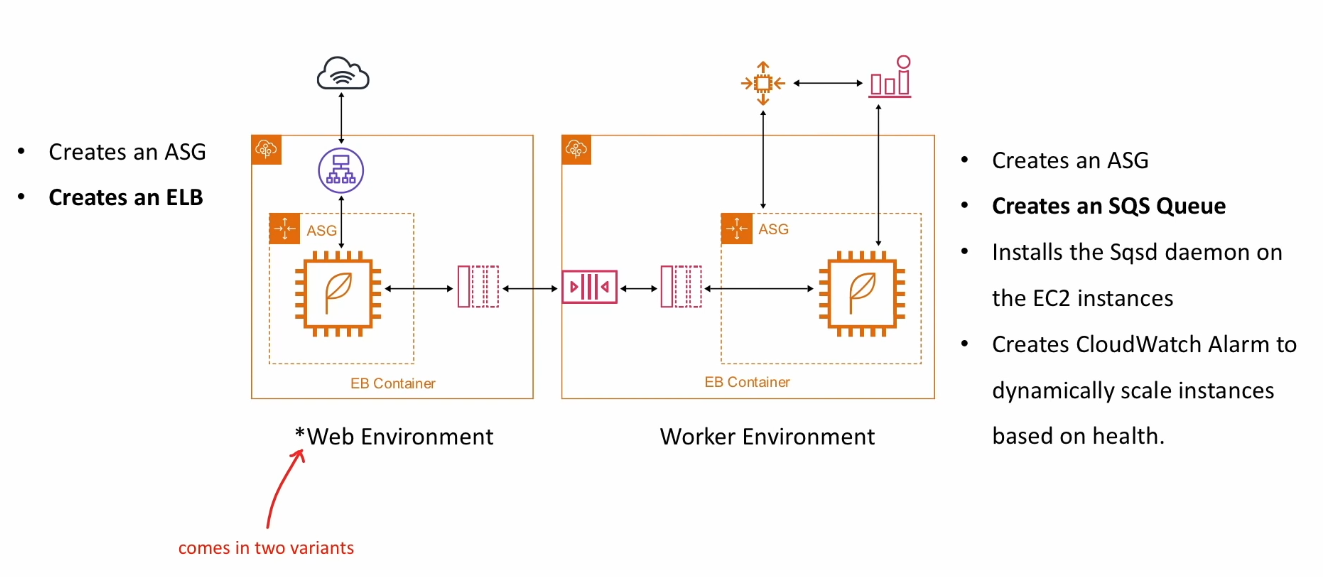 • Creates an ASG
• Creates an ELB
ASG
EB Container
*Web Environment
comes in two variants
ASG
EB Container
Worker Environment
• Creates an ASG
• Creates an SQS Queue
• Installs the Sqsd daemon on
the EC2 instances
• Creates CloudWatch Alarm to
dynamically scale instances
based on health.